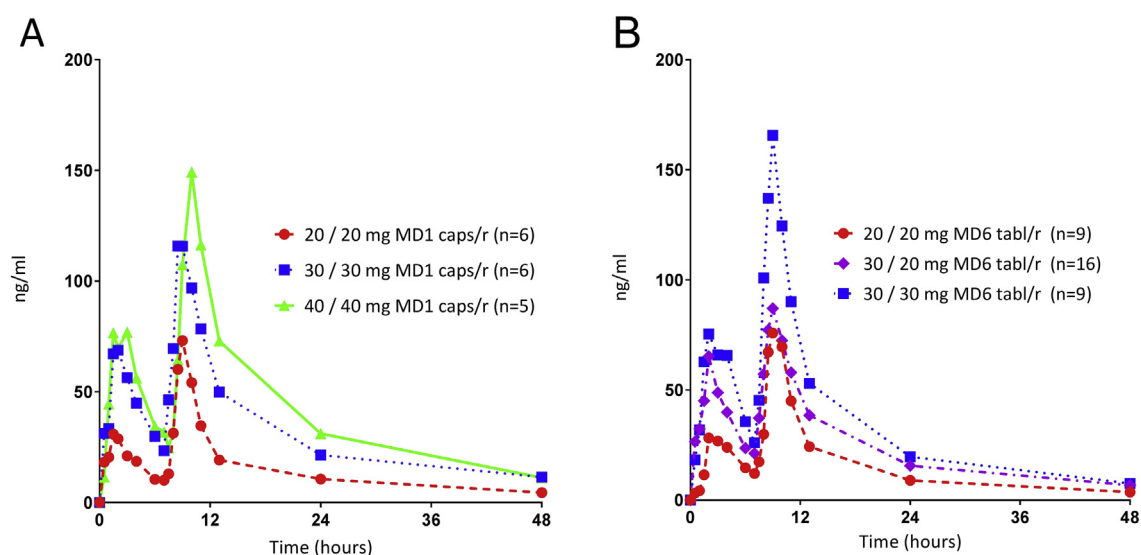 A
200
150
100
50
0
ng/ml
20 / 20 mg MD1 caps/r (n=6)
30 / 30 mg MD1 caps/r (n=6)
40 / 40 mg MD1 caps/r (n=5)
0 12 24 36 48
Time (hours)
B
200
150
100
50
0
ng/ml
20 / 20 mg MD6 tabl/r (n=9)
30 / 20 mg MD6 tabl/r (n=16)
30 / 30 mg MD6 tabl/r (n=9)
0 12 24 36 48
Time (hours)